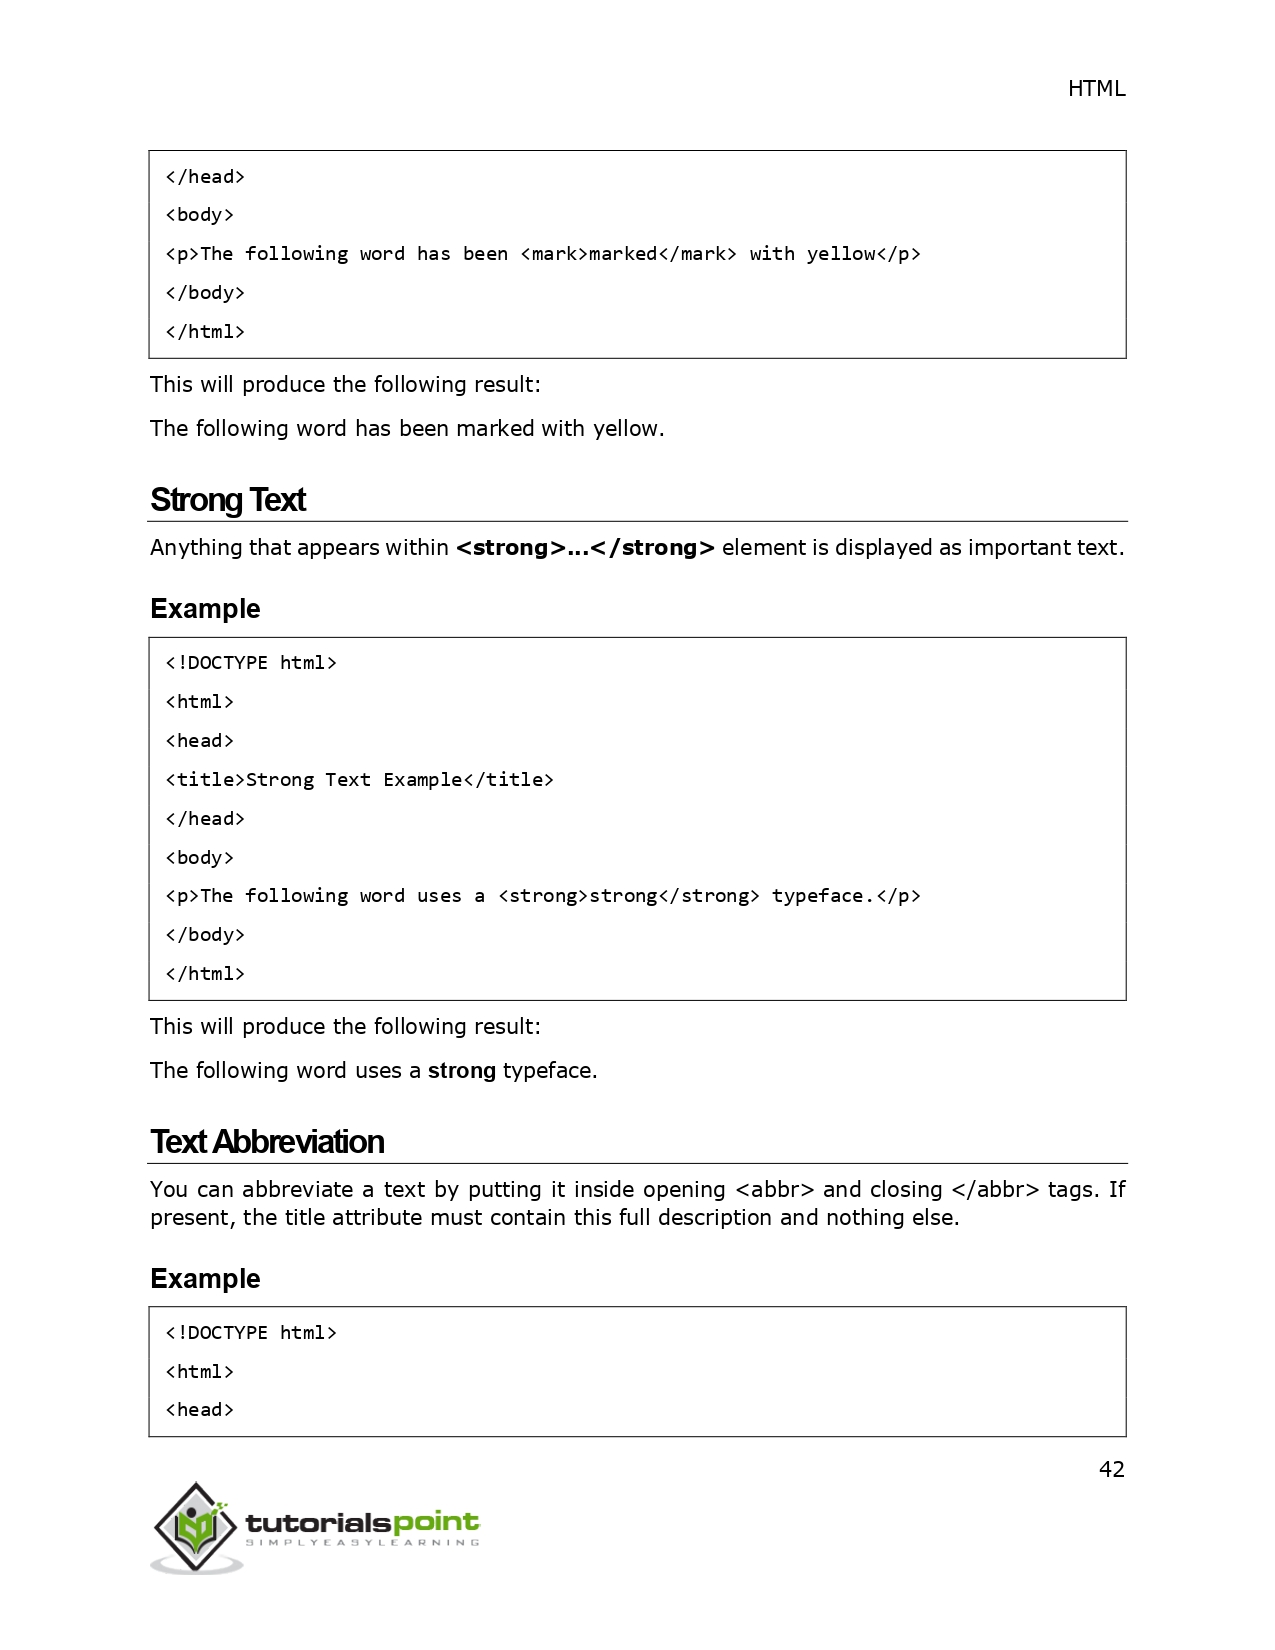 HTML
</head>
<body>
<p>The following word has been <mark>marked</mark> with yellow</p>
</body>
</html>
This will produce the following result:
The following word has been marked with yellow.
Strong Text
Anything that appears within <strong>...</strong> element is displayed as important text.
Example
<!DOCTYPE html>
<html>
<head>
<title>Strong Text Example</title>
</head>
<body>
<p>The following word uses a <strong>strong</strong> typeface.</p>
</body>
</html>
This will produce the following result:
The following word uses a strong typeface.
Text Abbreviation
You can abbreviate a text by putting it inside opening <abbr> and closing </abbr> tags. If
present, the title attribute must contain this full description and nothing else.
Example
<!DOCTYPE html>
<html>
<head>
42
tutorialspoint
SIMPLYEASYLEARNING